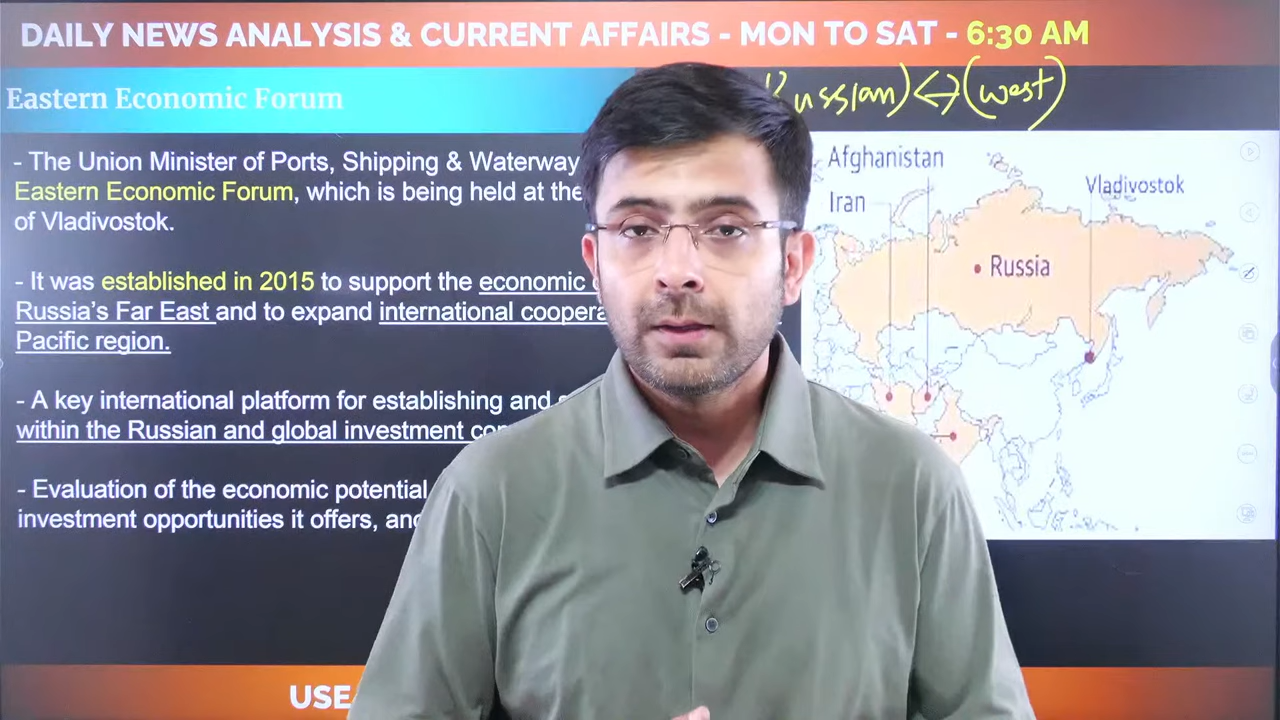 DAILY NEWS ANALYSIS & CURRENT AFFAIRS - MON TO SAT - 6:30 AM
Eastern Economic Forum
Russian) <-> (west)
- The Union Minister of Ports, Shipping & Waterway
Eastern Economic Forum, which is being held at the
of Vladivostok.
- It was established in 2015 to support the economic
Russia's Far East and to expand international coopera
Pacific region.
- A key international platform for establishing and
within the Russian and global investment
- Evaluation of the economic potential
investment opportunities it offers, and
Afghanistan
Iran
Vladivostok
Russia
USE